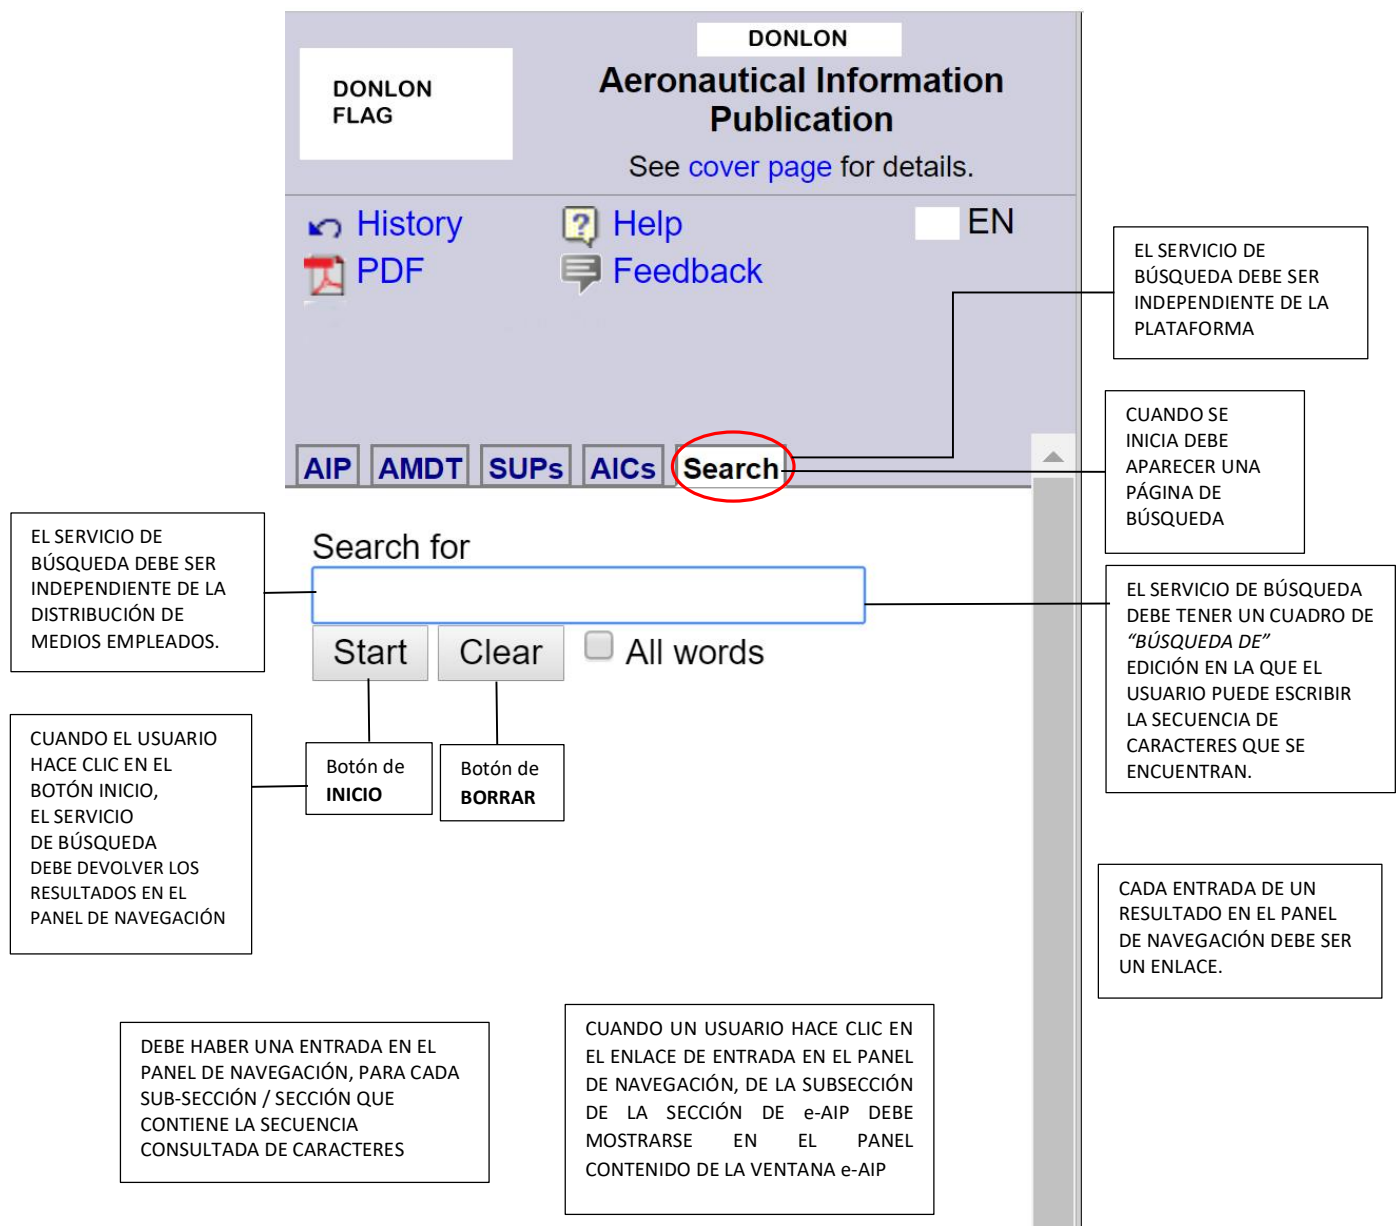 DONLON
DONLON
FLAG
Aeronautical Information
Publication
See cover page for details.
History
Help
EN
PDF
Feedback
EL SERVICIO DE
BÚSQUEDA DEBE SER
INDEPENDIENTE DE LA
PLATAFORMA
CUANDO SE
INICIA DEBE
APARECER UNA
PÁGINA DE
BÚSQUEDA
AIP
AMDT
SUPs
AICs
Search
EL SERVICIO DE
BÚSQUEDA DEBE SER
INDEPENDIENTE DE LA
DISTRIBUCIÓN DE
MEDIOS EMPLEADOS.
Search for
Start
Clear
All words
EL SERVICIO DE BÚSQUEDA
DEBE TENER UN CUADRO DE
“BÚSQUEDA DE”
EDICIÓN EN LA QUE EL
USUARIO PUEDE ESCRIBIR
LA SECUENCIA DE
CARACTERES QUE SE
ENCUENTRAN.
CUANDO EL USUARIO
HACE CLIC EN EL
BOTÓN INICIO,
EL SERVICIO
DE BÚSQUEDA
DEBE DEVOLVER LOS
RESULTADOS EN EL
PANEL DE NAVEGACIÓN
Botón de
INICIO
Botón de
BORRAR
CADA ENTRADA DE UN
RESULTADO EN EL PANEL
DE NAVEGACIÓN DEBE SER
UN ENLACE.
DEBE HABER UNA ENTRADA EN EL
PANEL DE NAVEGACIÓN, PARA CADA
SUB-SECCIÓN / SECCIÓN QUE
CONTIENE LA SECUENCIA
CONSULTADA DE CARACTERES
CUANDO UN USUARIO HACE CLIC EN
EL ENLACE DE ENTRADA EN EL PANEL
DE NAVEGACIÓN, DE LA SUBSECCIÓN
DE LA SECCIÓN DE e-AIP DEBE
MOSTRARSE EN EL PANEL
CONTENIDO DE LA VENTANA e-AIP